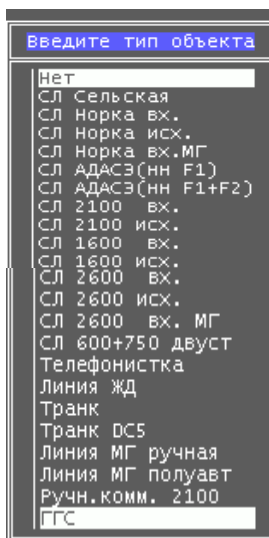 Введите тип объекта
Нет
СЛ Сельская
СЛ Норка вх.
СЛ Норка исх.
СЛ Норка вх.МГ
СЛ АДАСЭ(нн F1)
СЛ АДАСЭ(нн F1+F2)
СЛ 2100 вх.
СЛ 2100 исх.
СЛ 1600 вх.
СЛ 1600 исх.
СЛ 2600 вх.
СЛ 2600 исх.
СЛ 2600 вх. МГ
СЛ 600+750 двуст
Телефонистка
Линия ЖД
Транк
Транк DC5
Линия МГ ручная
Линия МГ полуавт
Ручн.комм. 2100
ГГС